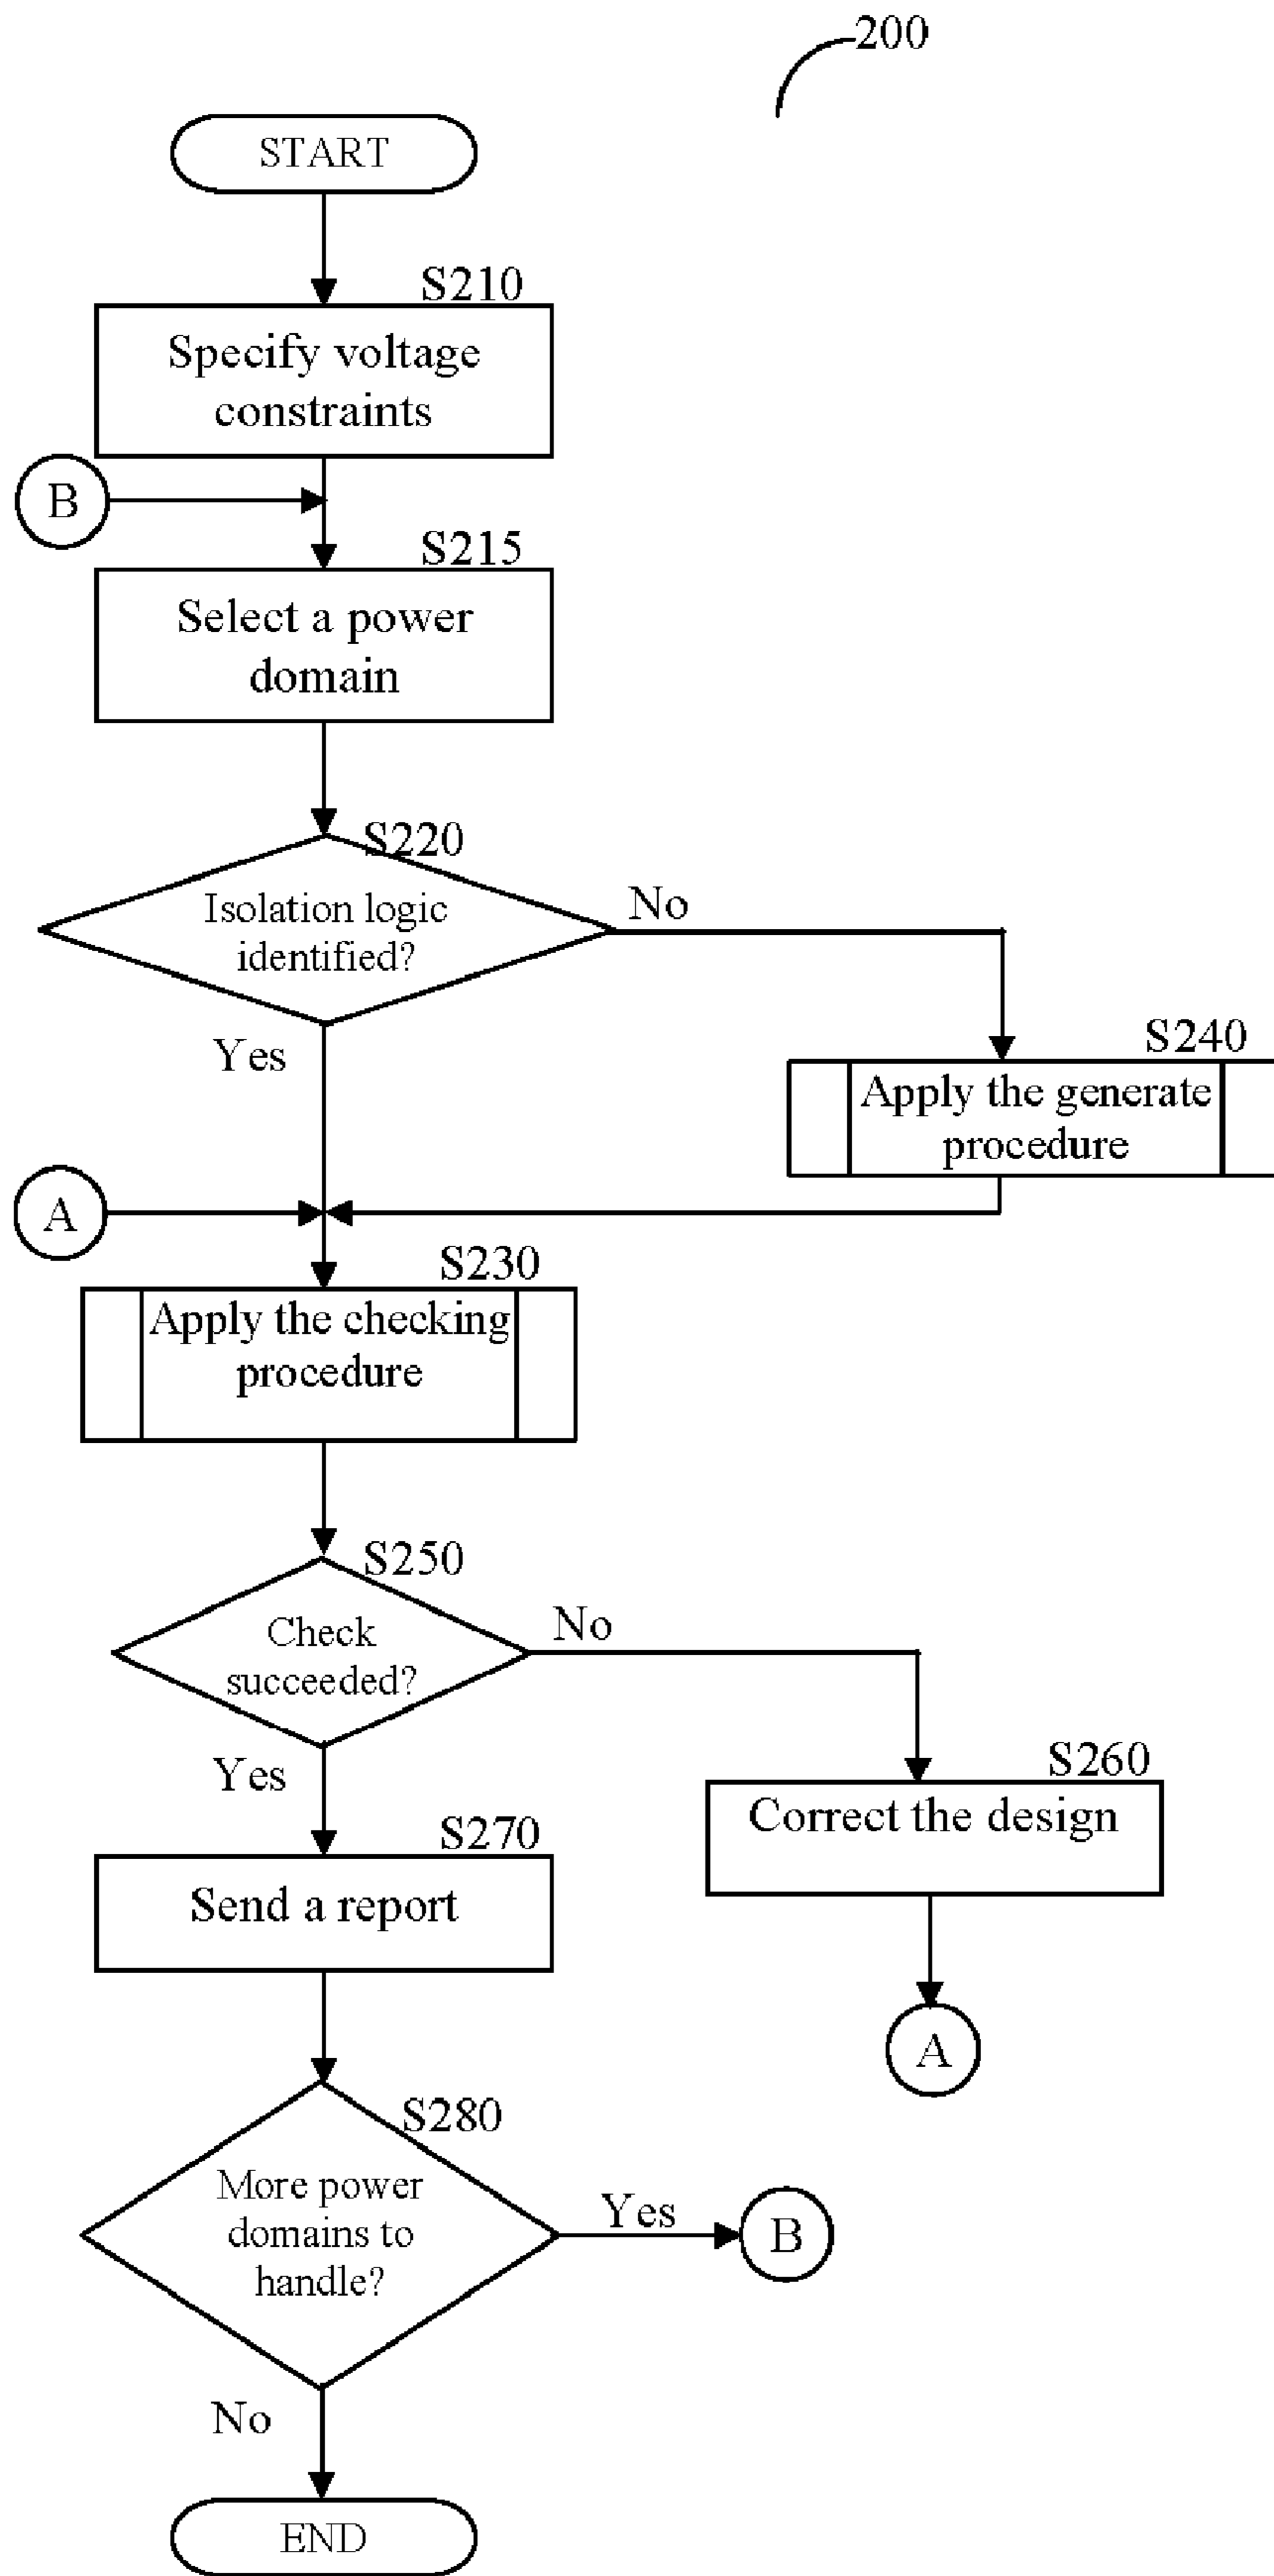 200
START
S210
Specify voltage
constraints
B
S215
Select a power
domain
S220
Isolation logic
identified?
No
Yes
S240
Apply the generate
procedure
A
S230
Apply the checking
procedure
S250
Check
succeeded?
No
Yes
S260
Correct the design
S270
Send a report
A
S280
More power
domains to
handle?
Yes
B
No
END